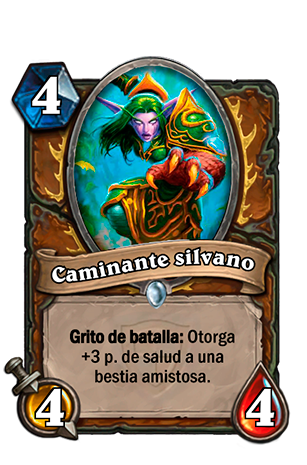 4
Caminante silvano
Grito de batalla: Otorga
+3 p. de salud a una
bestia amistosa.
4 4